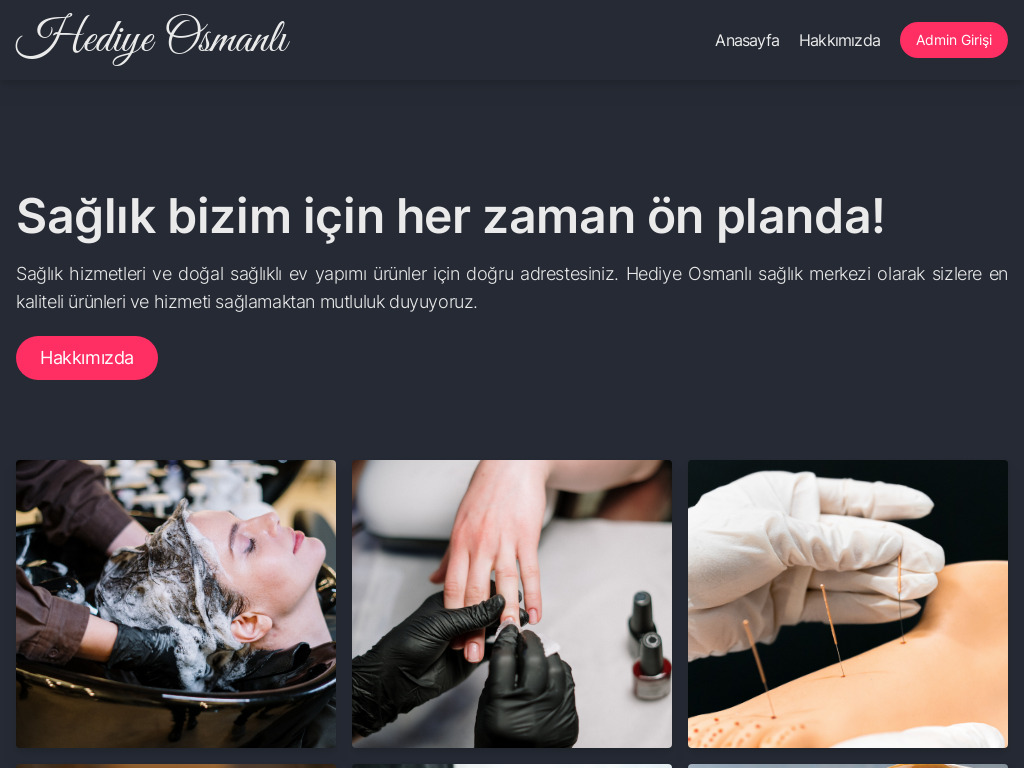 Hediye Osmanlı
Anasayfa
Hakkımızda
Admin Girişi
Sağlık bizim için her zaman ön planda!
Sağlık hizmetleri ve doğal sağlıklı ev yapımı ürünler için doğru adrestesiniz. Hediye Osmanlı sağlık merkezi olarak sizlere en
kaliteli ürünleri ve hizmeti sağlamaktan mutluluk duyuyoruz.
Hakkımızda